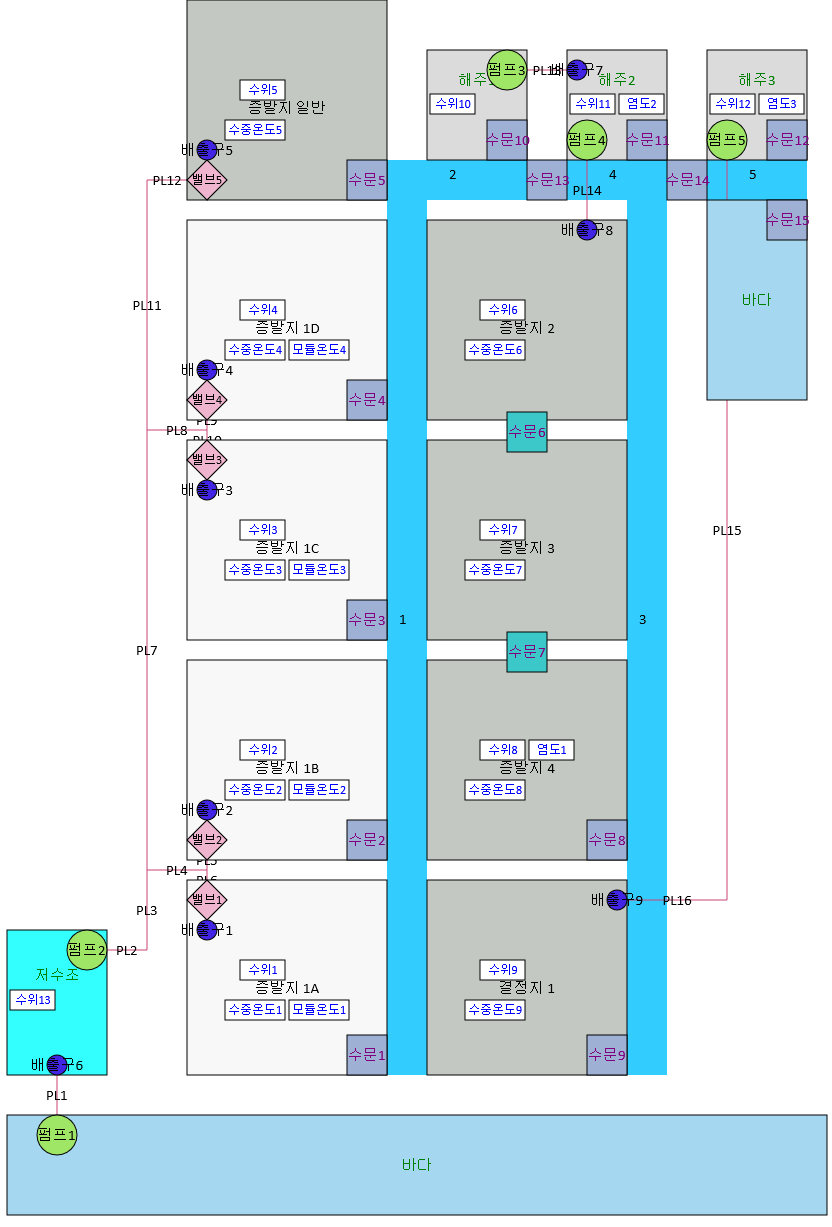 수위5
증발지 일반
수중온도5
배출구5
밸브5
수문5
PL12
해주1
펌프3
PL13
배출구7
수위10
수문10
해주2
수위11
염도2
펌프4
수문11
해주3
수위12
염도3
펌프5
수문12
2
수문13
4
수문14
5
PL14
수문15
배출구8
바다
PL11
수위4
증발지 1D
수중온도4
모듈온도4
배출구4
밸브4
수문4
수위6
증발지 2
수중온도6
수문6
PL9
PL8
PL10
밸브3
배출구3
수위3
증발지 1C
수중온도3
모듈온도3
수문3
1
수위7
증발지 3
수중온도7
수문7
3
PL15
PL7
수위2
증발지 1B
수중온도2
모듈온도2
배출구2
밸브2
수문2
수위8
염도1
증발지 4
수중온도8
수문8
PL5
PL4
PL6
밸브1
배출구1
PL3
배출구9
PL16
펌프2
PL2
저수조
수위13
배출구6
수위1
증발지 1A
수중온도1
모듈온도1
수문1
수위9
결정지 1
수중온도9
수문9
PL1
펌프1
바다